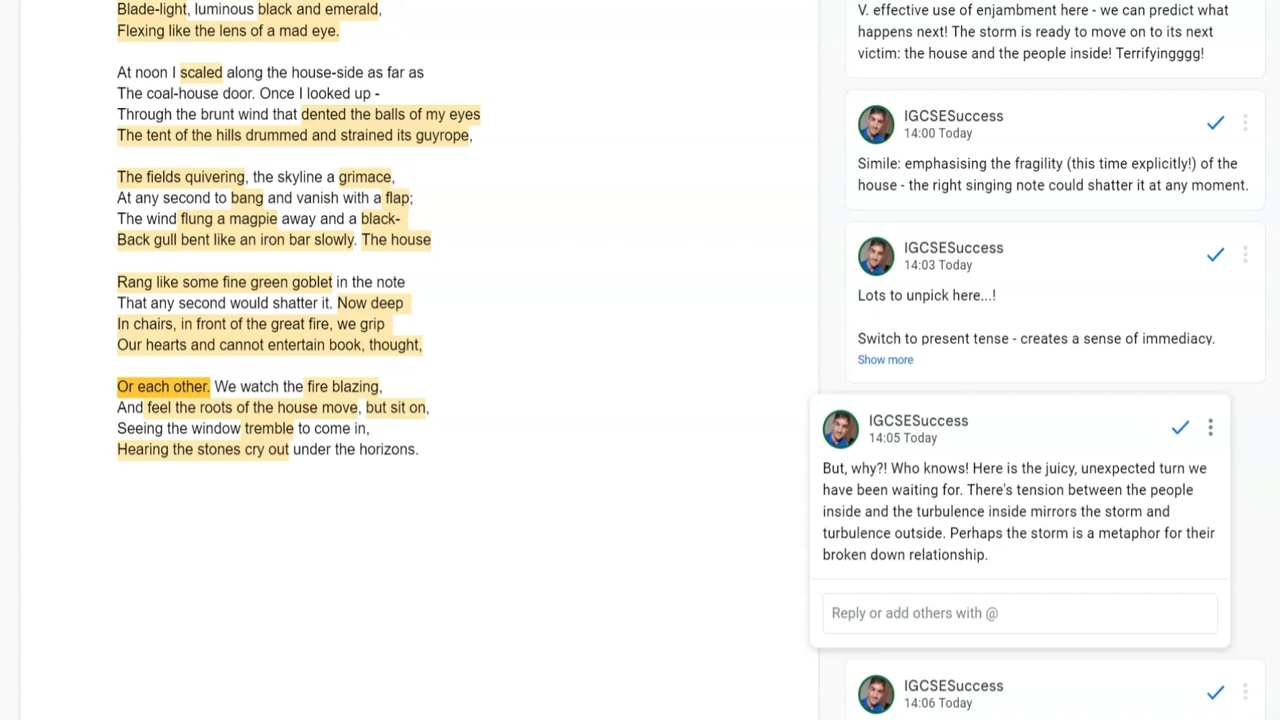 Blade-light, luminous black and emerald,
Flexing like the lens of a mad eye.
At noon I scaled along the house-side as far as
The coal-house door. Once I looked up -
Through the brunt wind that dented the balls of my eyes
The tent of the hills drummed and strained its guyrope,
The fields quivering, the skyline a grimace,
At any second to bang and vanish with a flap;
The wind flung a magpie away and a black-
Back gull bent like an iron bar slowly. The house
Rang like some fine green goblet in the note
That any second would shatter it. Now deep
In chairs, in front of the great fire, we grip
Our hearts and cannot entertain book, thought,
Or each other. We watch the fire blazing,
And feel the roots of the house move, but sit on,
Seeing the window tremble to come in,
Hearing the stones cry out under the horizons.
V. effective use of enjambment here - we can predict what
happens next! The storm is ready to move on to its next
victim: the house and the people inside! Terrifyingggg!
IGCSESuccess
14:00 Today
Simile: emphasising the fragility (this time explicitly!) of the
house - the right singing note could shatter it at any moment.
IGCSESuccess
14:03 Today
Lots to unpick here...!
Switch to present tense - creates a sense of immediacy.
Show more
IGCSESuccess
14:05 Today
But, why?! Who knows! Here is the juicy, unexpected turn we
have been waiting for. There's tension between the people
inside and the turbulence inside mirrors the storm and
turbulence outside. Perhaps the storm is a metaphor for their
broken down relationship.
Reply or add others with @
IGCSESuccess
14:06 Today